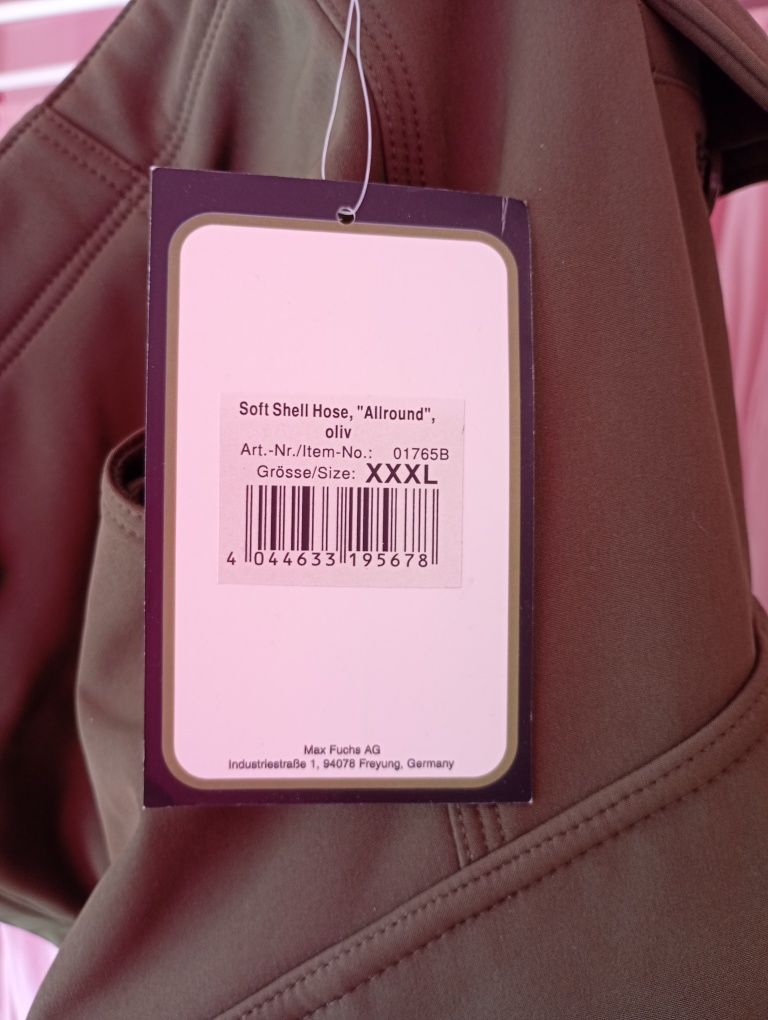 Soft Shell Hose, "Allround",
oliv
Art.-Nr./Item-No.: 01765B
Grösse/Size: XXXL
4 044633 195678
Max Fuchs AG
Industriestraße 1, 94078 Freyung, Germany